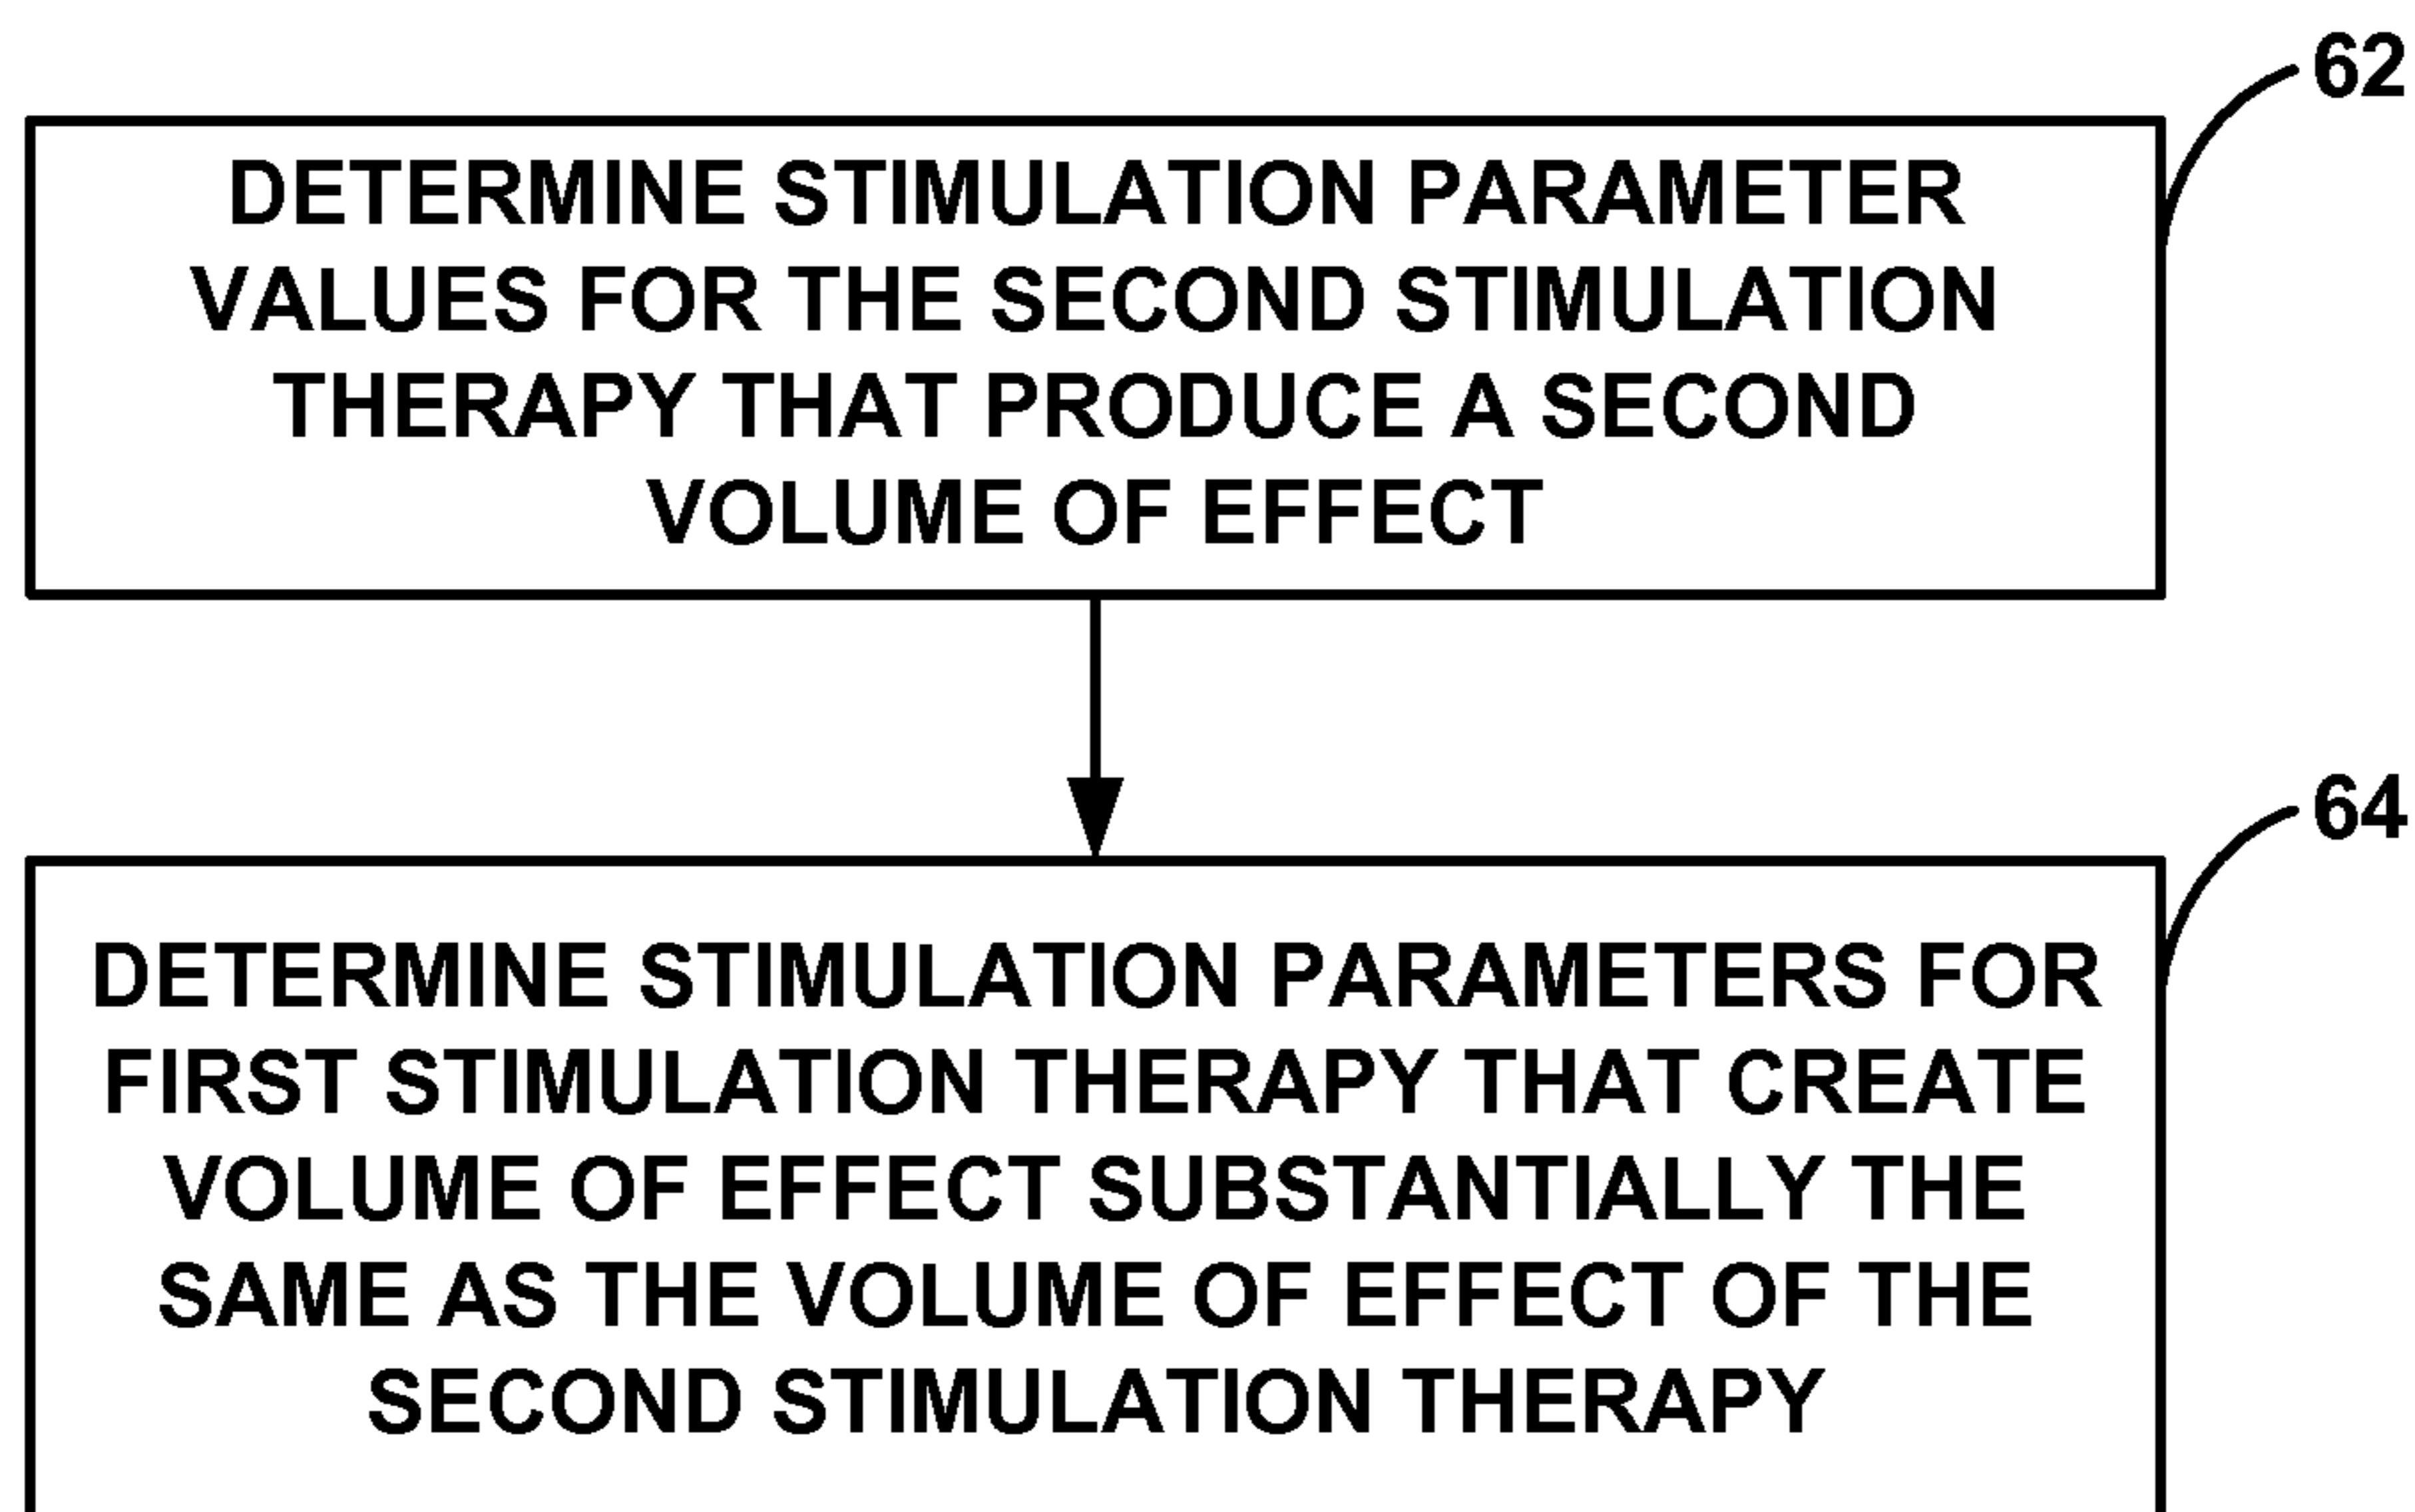 62
DETERMINE STIMULATION PARAMETER
VALUES FOR THE SECOND STIMULATION
THERAPY THAT PRODUCE A SECOND
VOLUME OF EFFECT
64
DETERMINE STIMULATION PARAMETERS FOR
FIRST STIMULATION THERAPY THAT CREATE
VOLUME OF EFFECT SUBSTANTIALLY THE
SAME AS THE VOLUME OF EFFECT OF THE
SECOND STIMULATION THERAPY